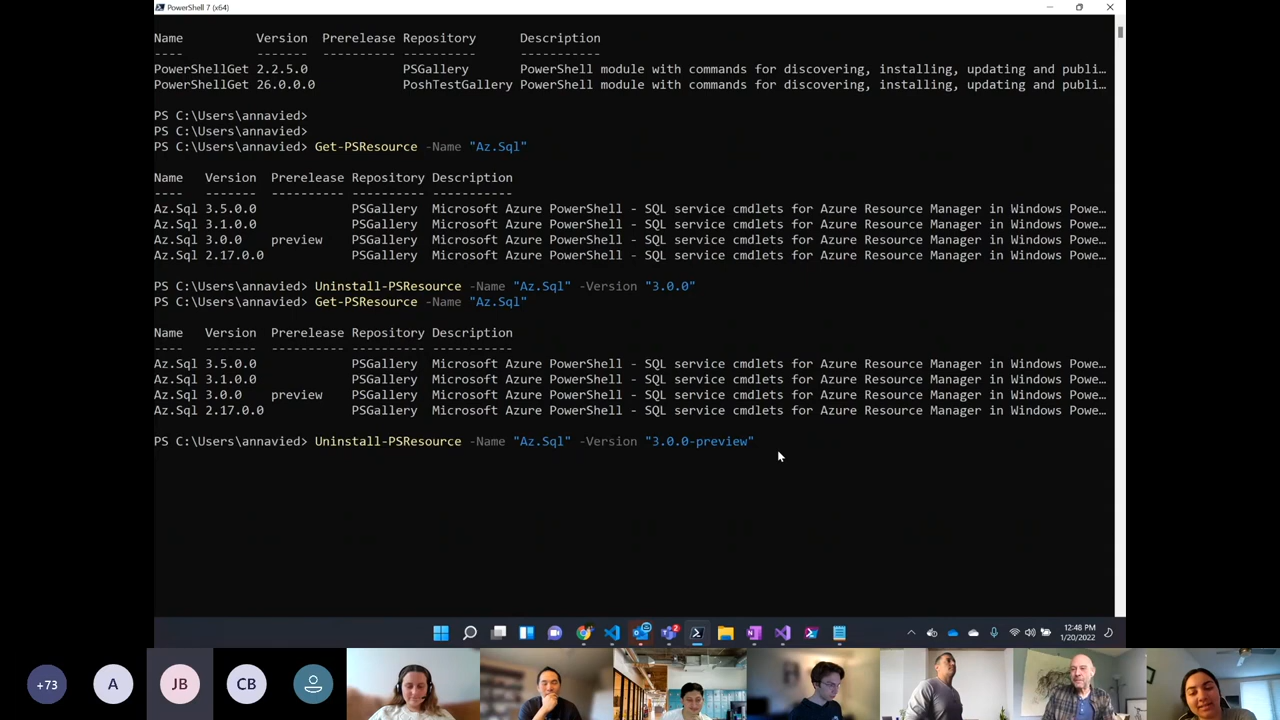 PowerShell 7 (x64)
Name Version Prerelease Repository Description
---- ------- ---------- ---------- -----------
PowerShellGet 2.2.5.0 PSGallery PowerShell module with commands for discovering, installing, updating and publi…
PowerShellGet 26.0.0.0 PoshTestGallery PowerShell module with commands for discovering, installing, updating and publi…
PS C:\Users\annavied>
PS C:\Users\annavied>
PS C:\Users\annavied> Get-PSResource -Name "Az.Sql"
Name Version Prerelease Repository Description
---- ------- ---------- ---------- -----------
Az.Sql 3.5.0.0 PSGallery Microsoft Azure PowerShell - SQL service cmdlets for Azure Resource Manager in Windows Powe…
Az.Sql 3.1.0.0 PSGallery Microsoft Azure PowerShell - SQL service cmdlets for Azure Resource Manager in Windows Powe…
Az.Sql 3.0.0 preview PSGallery Microsoft Azure PowerShell - SQL service cmdlets for Azure Resource Manager in Windows Powe…
Az.Sql 2.17.0.0 PSGallery Microsoft Azure PowerShell - SQL service cmdlets for Azure Resource Manager in Windows Powe…
PS C:\Users\annavied> Uninstall-PSResource -Name "Az.Sql" -Version "3.0.0"
PS C:\Users\annavied> Get-PSResource -Name "Az.Sql"
Name Version Prerelease Repository Description
---- ------- ---------- ---------- -----------
Az.Sql 3.5.0.0 PSGallery Microsoft Azure PowerShell - SQL service cmdlets for Azure Resource Manager in Windows Powe…
Az.Sql 3.1.0.0 PSGallery Microsoft Azure PowerShell - SQL service cmdlets for Azure Resource Manager in Windows Powe…
Az.Sql 3.0.0 preview PSGallery Microsoft Azure PowerShell - SQL service cmdlets for Azure Resource Manager in Windows Powe…
Az.Sql 2.17.0.0 PSGallery Microsoft Azure PowerShell - SQL service cmdlets for Azure Resource Manager in Windows Powe…
PS C:\Users\annavied> Uninstall-PSResource -Name "Az.Sql" -Version "3.0.0-preview"
12:48 PM
1/20/2022
+73
A
JB
CB